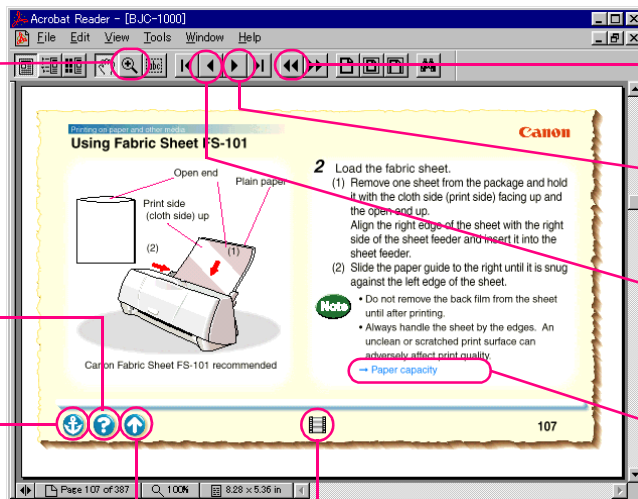 Acrobat Reader - [BJC-1000]
File Edit View Tools Window Help
abc
Printing on paper and other media
Canon
Using Fabric Sheet FS-101
Open end
Plain paper
Print side
(cloth side) up
(2)
(1)
Canon Fabric Sheet FS-101 recommended
2 Load the fabric sheet.
(1) Remove one sheet from the package and hold
it with the cloth side (print side) facing up and
the open end up.
Align the right edge of the sheet with the right
side of the sheet feeder and insert it into the
sheet feeder.
(2) Slide the paper guide to the right until it is snug
against the left edge of the sheet.
Note
• Do not remove the back film from the sheet
until after printing.
• Always handle the sheet by the edges. An
unclean or scratched print surface can
adversely affect print quality.
→ Paper capacity
?
107
Page 107 of 387 100% 8.28 x 5.36 in